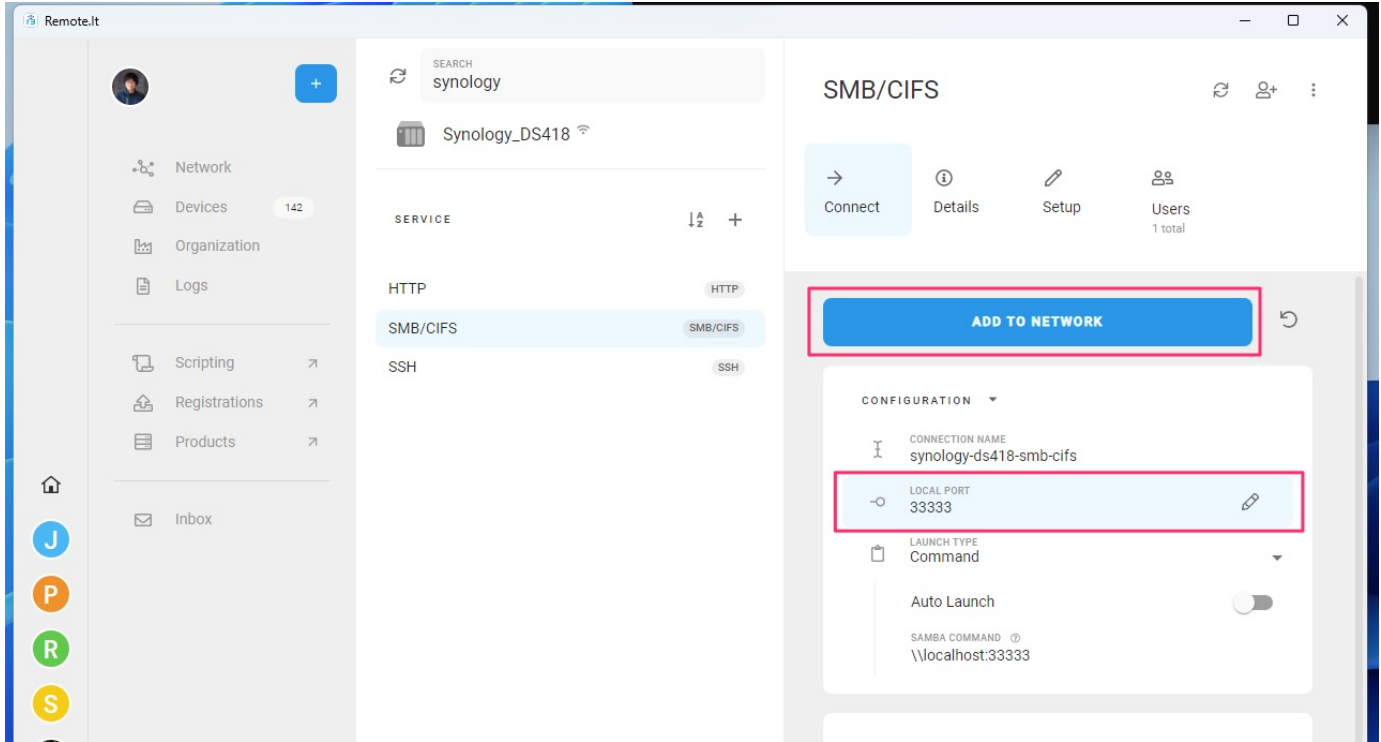 Remote.It
SEARCH
synology
Synology_DS418
SERVICE
HTTP HTTP
SMB/CIFS SMB/CIFS
SSH SSH
Network
Devices 142
Organization
Logs
Scripting
Registrations
Products
Inbox
J
P
R
S
SMB/CIFS
Connect
Details
Setup
Users
1 total
ADD TO NETWORK
CONFIGURATION
CONNECTION NAME
synology-ds418-smb-cifs
LOCAL PORT
33333
LAUNCH TYPE
Command
Auto Launch
SAMBA COMMAND
\\localhost:33333